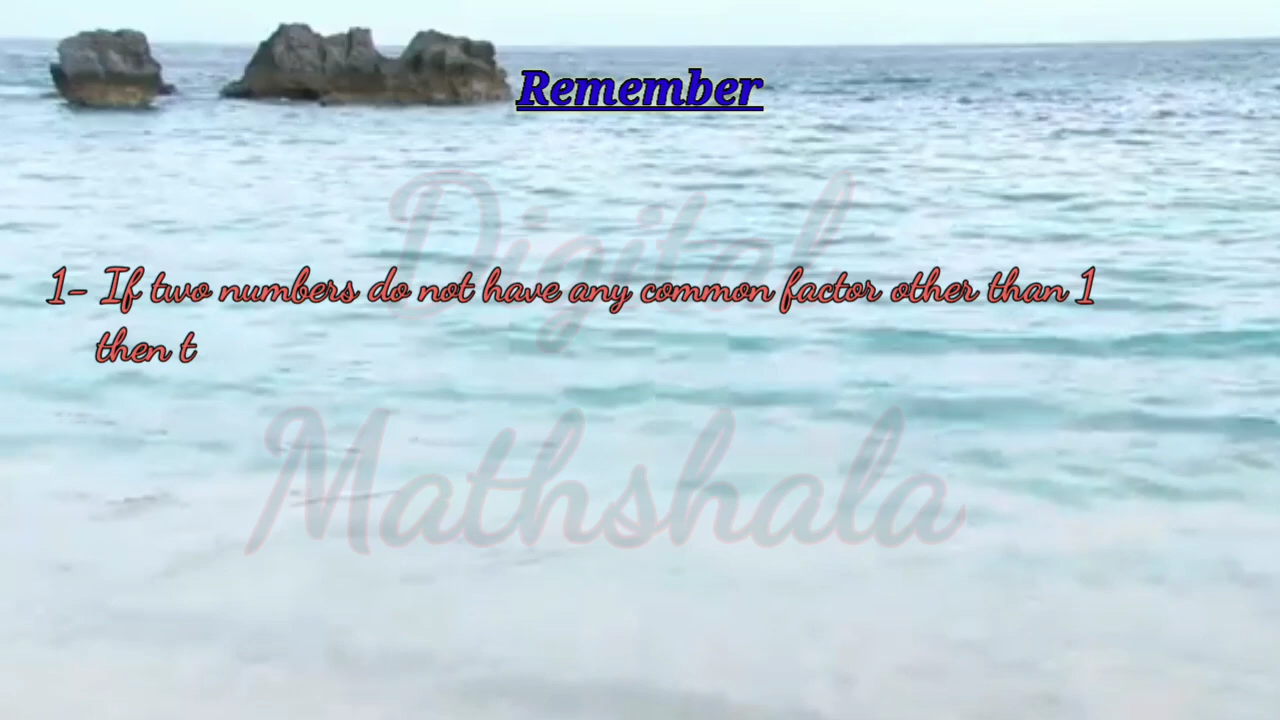 Remember
Digital
1- If two numbers do not have any common factor other than 1
then t
Mathshala